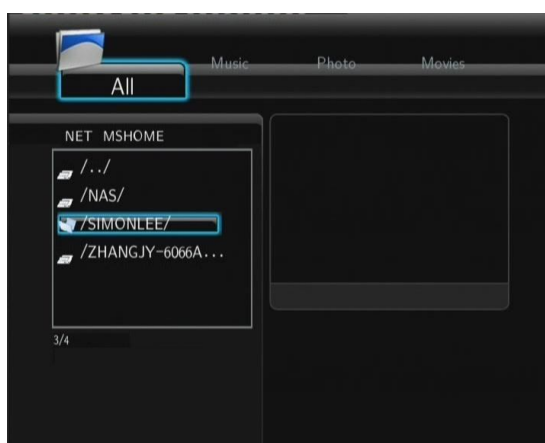 Music Photo Movies
All
NET MSHOME
/../
/NAS/
/SIMONLEE/
/ZHANGJY-6066A...
3/4